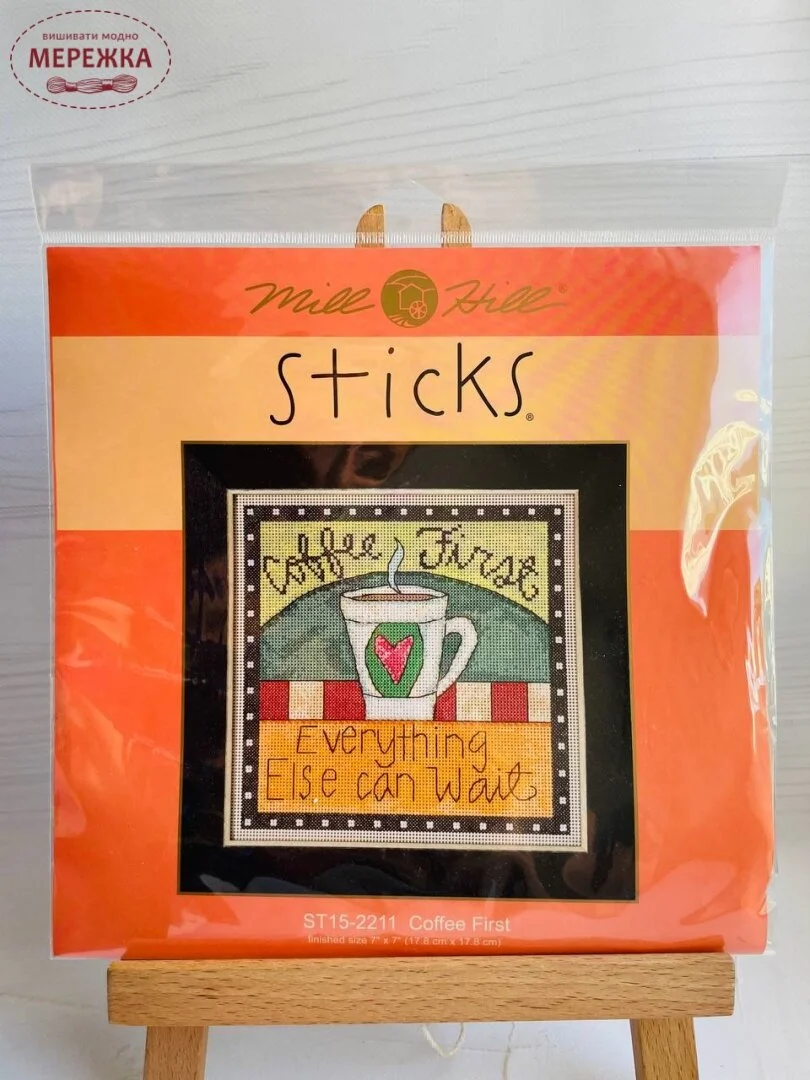 вишивати модно
МЕРЕЖКА
Mill Hill®
Sticks®
Coffee First
Everything
Else can Wait
ST15-2211 Coffee First
finished size 7" x 7" (17.8 cm x 17.8 cm)